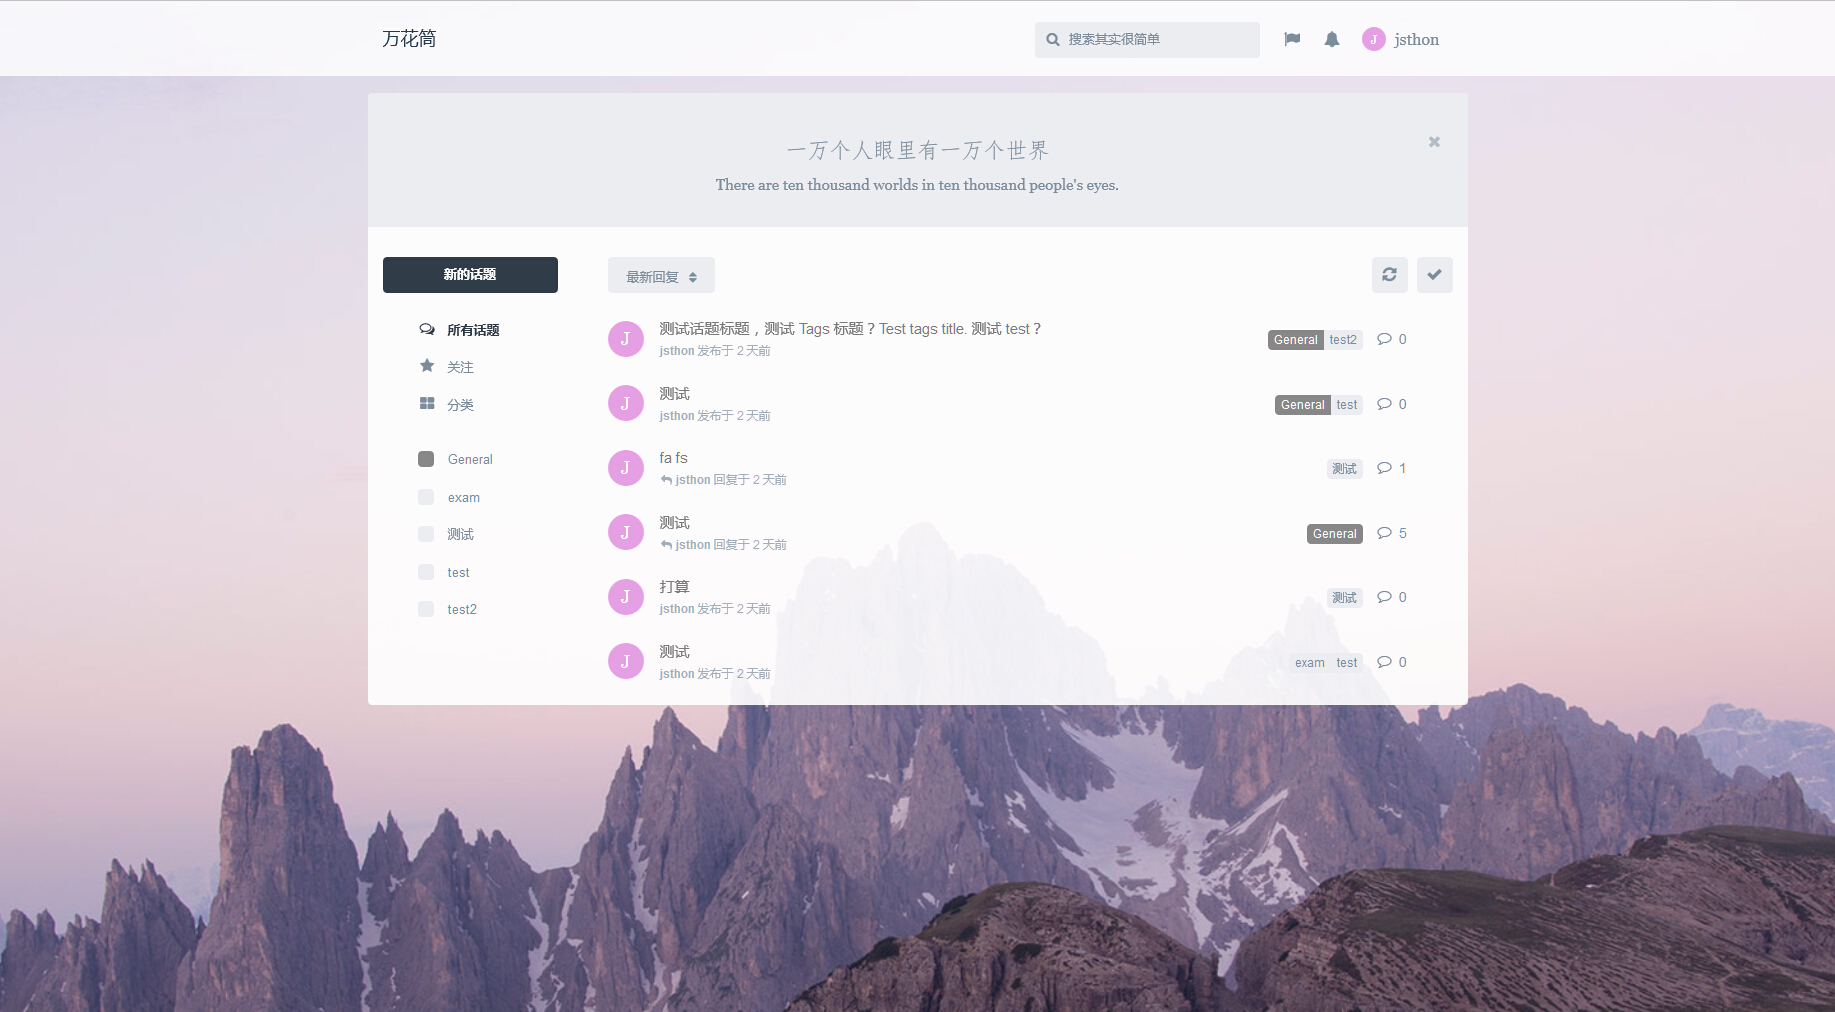 万花筒
搜索其实很简单
J jsthon
一万个人眼里有一万个世界
There are ten thousand worlds in ten thousand people's eyes.
新的话题
所有话题
关注
分类
General
exam
测试
test
test2
最新回复
J
测试话题标题，测试 Tags 标题？Test tags title. 测试 test？
jsthon 发布于 2 天前
General test2 0
J
测试
jsthon 发布于 2 天前
General test 0
J
fa fs
jsthon 回复于 2 天前
测试 1
J
测试
jsthon 回复于 2 天前
General 5
J
打算
jsthon 发布于 2 天前
测试 0
J
测试
jsthon 发布于 2 天前
exam test 0